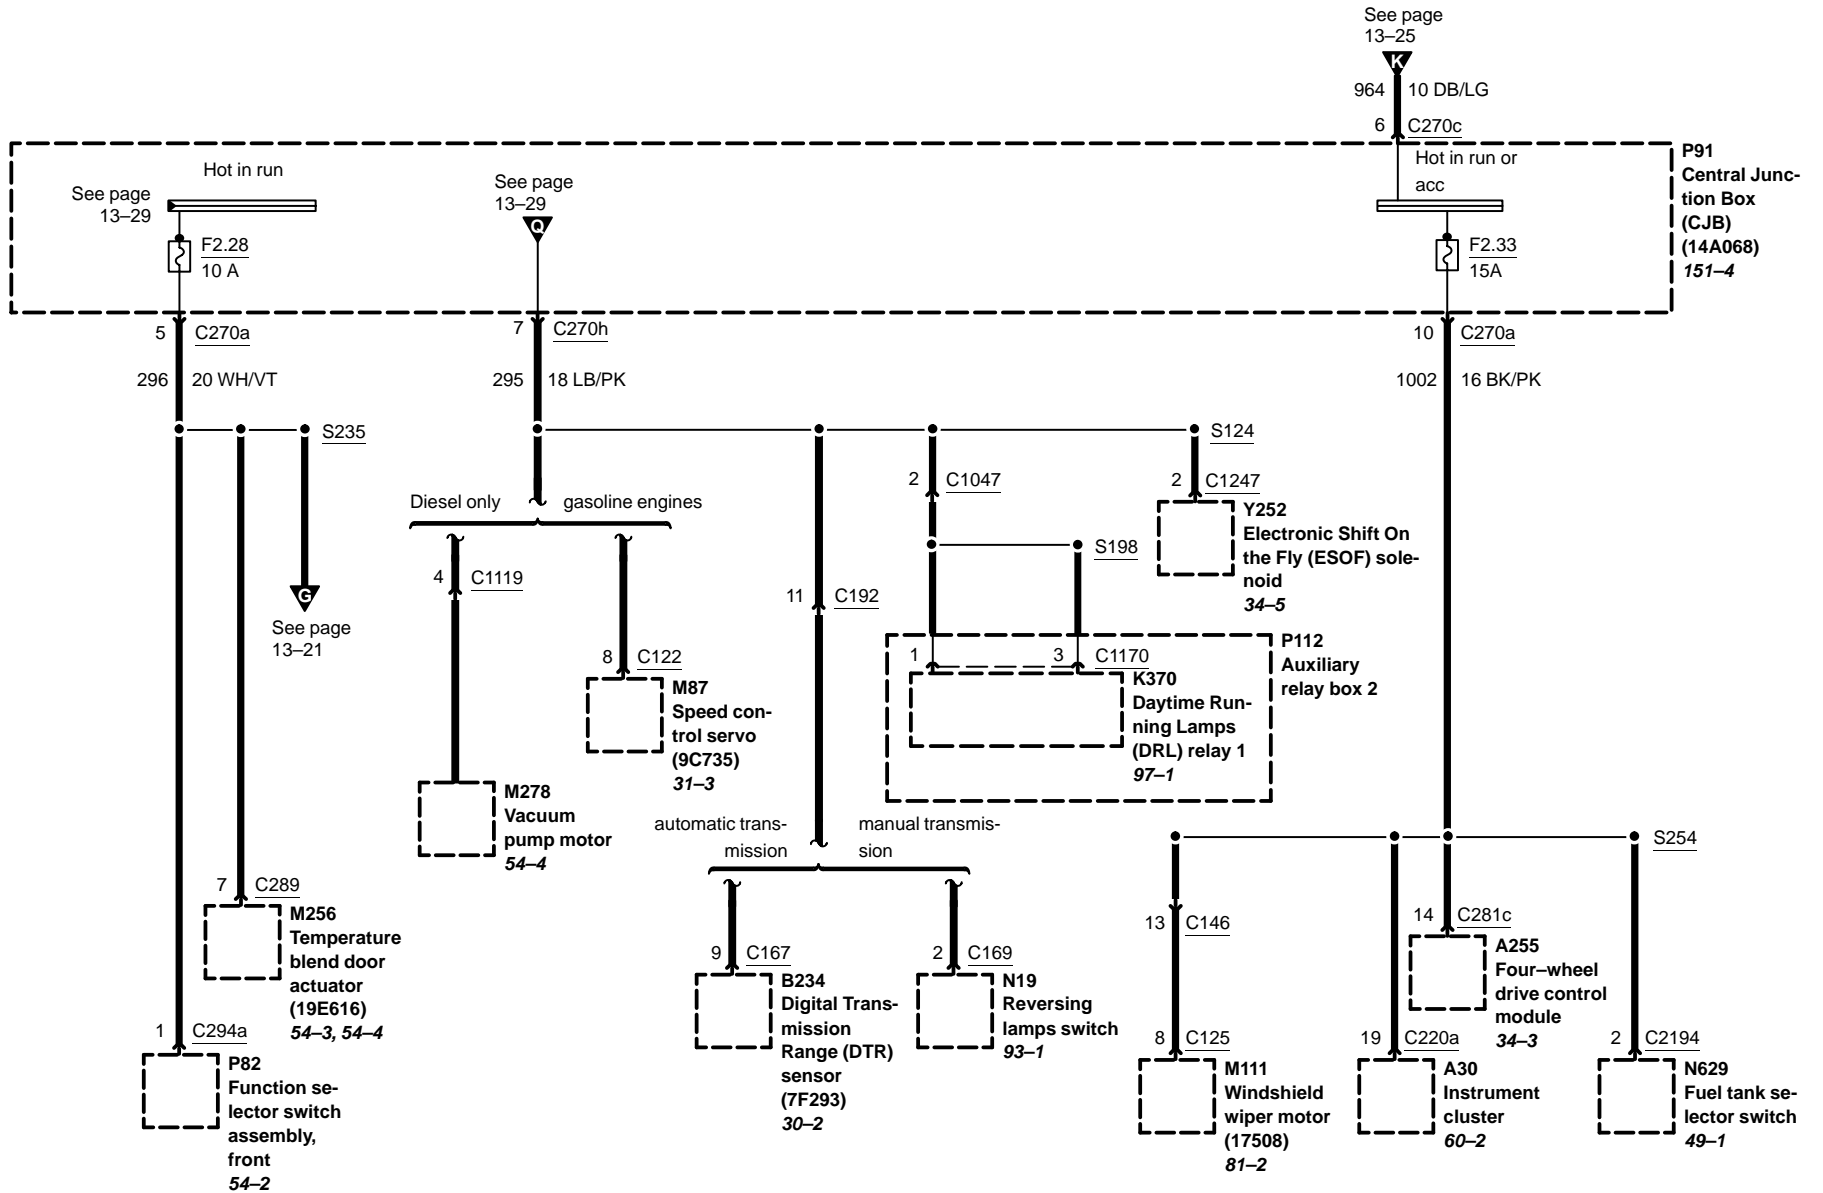 See page
13–25
K
964 10 DB/LG
6 C270c
P91
Central Junc-
tion Box
(CJB)
(14A068)
151–4
Hot in run
See page
13–29
F2.28
10 A
See page
13–29
Q
Hot in run or
acc
F2.33
15A
5 C270a
7 C270h
10 C270a
296 20 WH/VT
295 18 LB/PK
1002 16 BK/PK
S235
S124
G
See page
13–21
Diesel only
gasoline engines
4 C1119
8 C122
M87
Speed con-
trol servo
(9C735)
31–3
M278
Vacuum
pump motor
54–4
11 C192
2 C1047
S198
2 C1247
Y252
Electronic Shift On
the Fly (ESOF) sole-
noid
34–5
P112
Auxiliary
relay box 2
1
3 C1170
K370
Daytime Run-
ning Lamps
(DRL) relay 1
97–1
automatic trans-
mission
manual transmis-
sion
S254
7 C289
M256
Temperature
blend door
actuator
(19E616)
54–3, 54–4
1 C294a
P82
Function se-
lector switch
assembly,
front
54–2
9 C167
B234
Digital Trans-
mission
Range (DTR)
sensor
(7F293)
30–2
2 C169
N19
Reversing
lamps switch
93–1
13 C146
8 C125
M111
Windshield
wiper motor
(17508)
81–2
14 C281c
A255
Four–wheel
drive control
module
34–3
19 C220a
A30
Instrument
cluster
60–2
2 C2194
N629
Fuel tank se-
lector switch
49–1